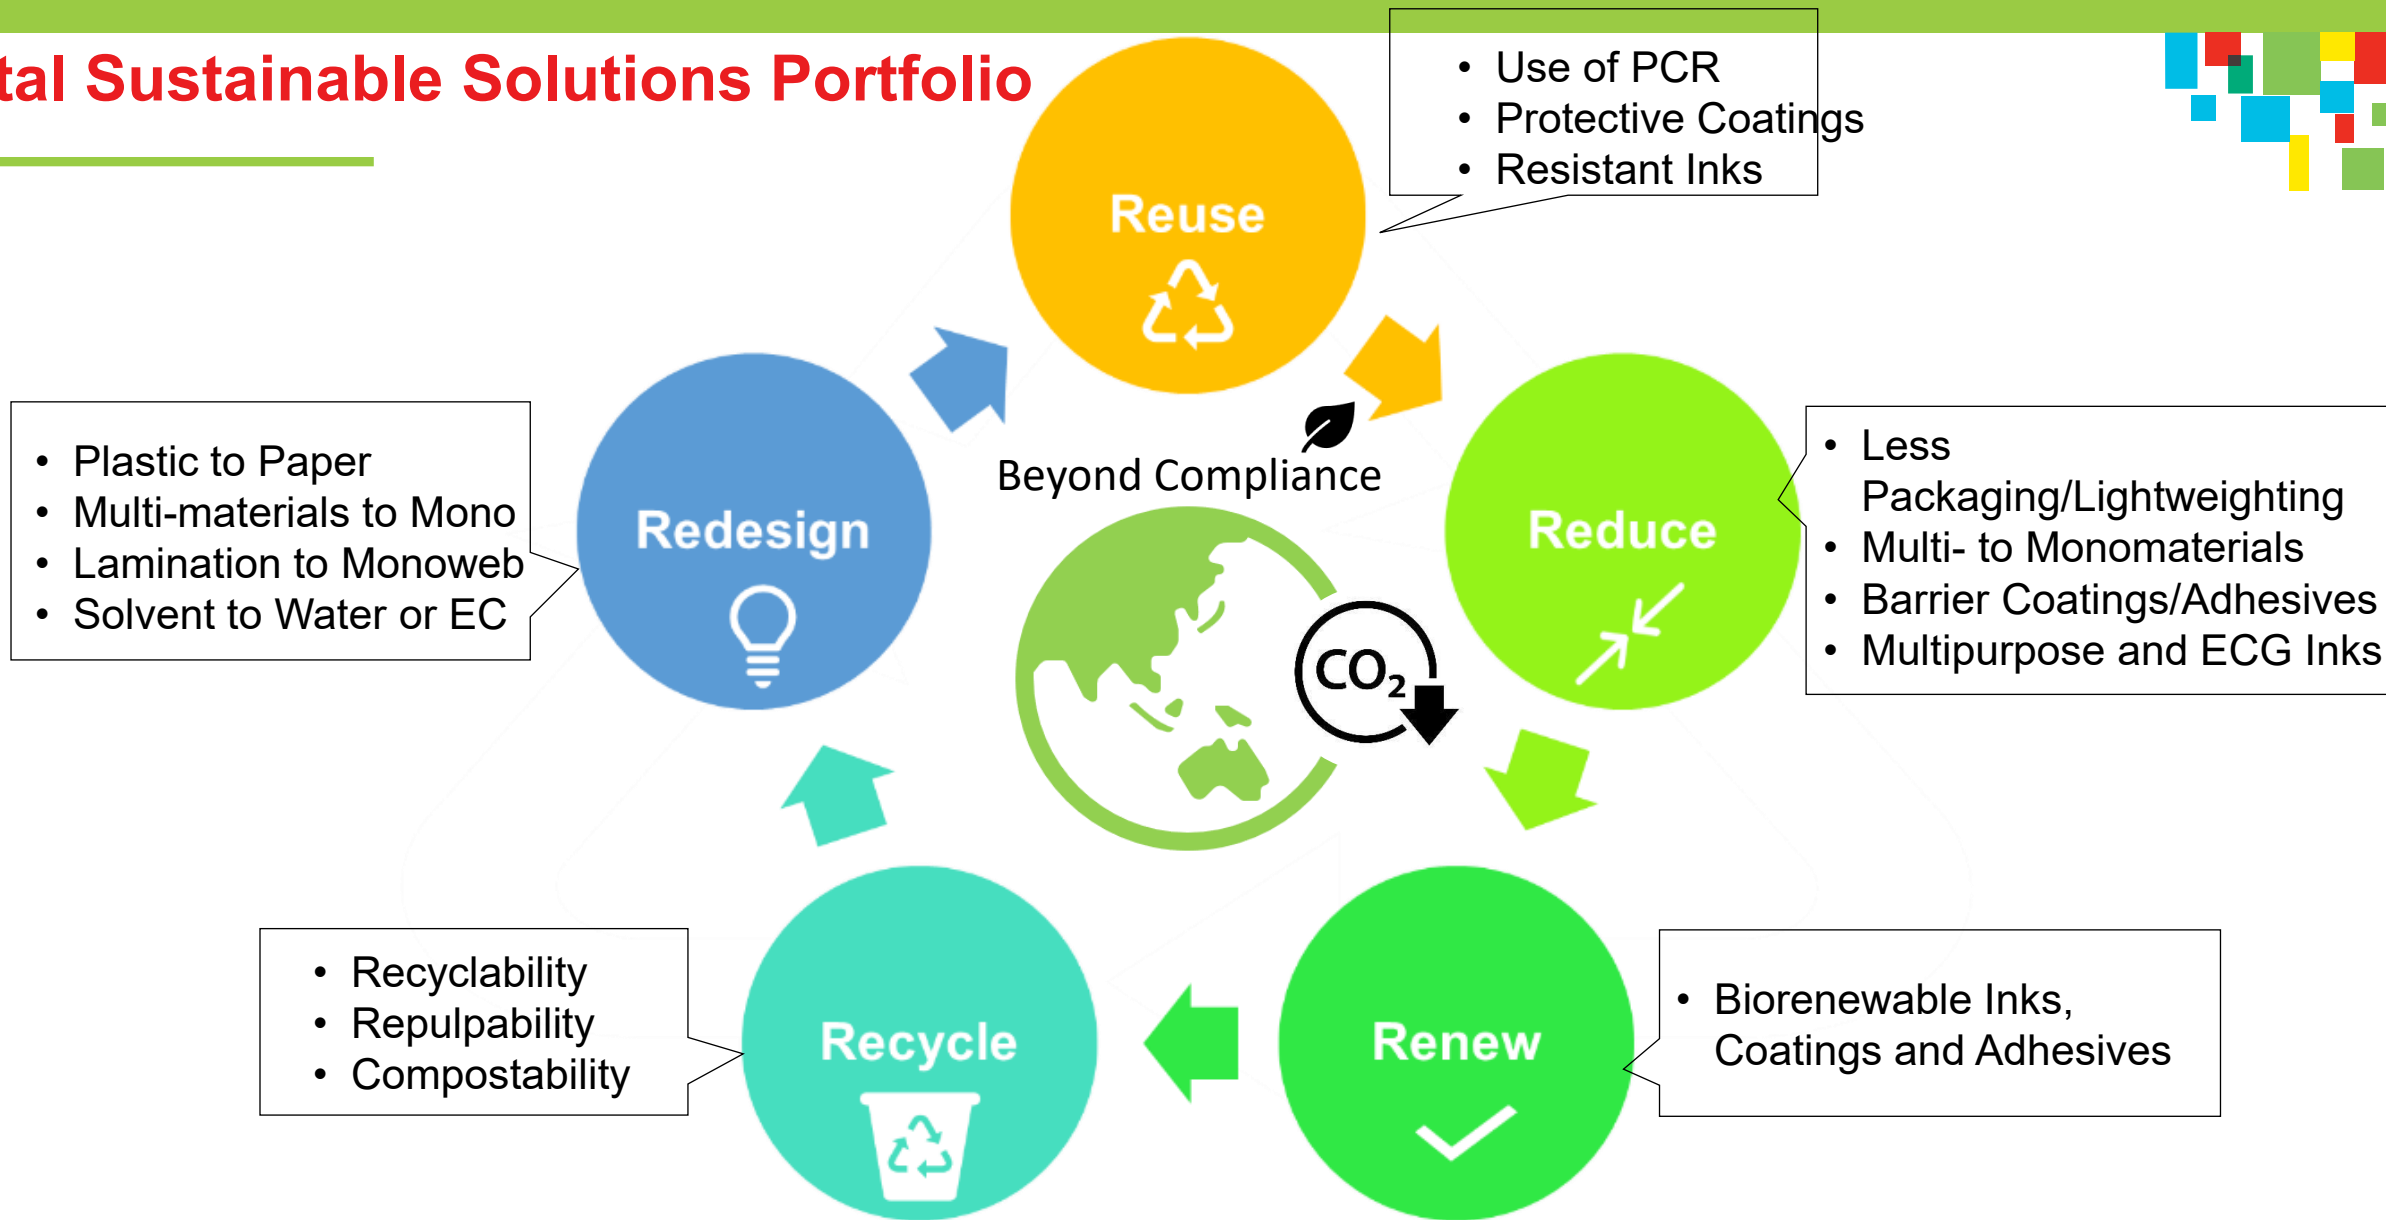 tal Sustainable Solutions Portfolio
• Use of PCR
• Protective Coatings
• Resistant Inks
Reuse
Beyond Compliance
• Plastic to Paper
• Multi-materials to Mono
• Lamination to Monoweb
• Solvent to Water or EC
Redesign
Reduce
• Less
Packaging/Lightweighting
• Multi- to Monomaterials
• Barrier Coatings/Adhesives
• Multipurpose and ECG Inks
CO₂
• Recyclability
• Repulpability
• Compostability
Recycle
Renew
• Biorenewable Inks,
Coatings and Adhesives